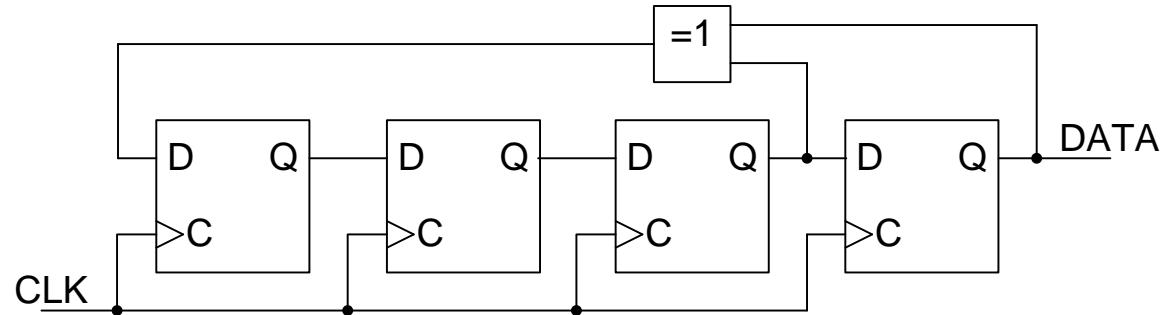 =1
D Q D Q D Q D Q
DATA
C C C C
CLK